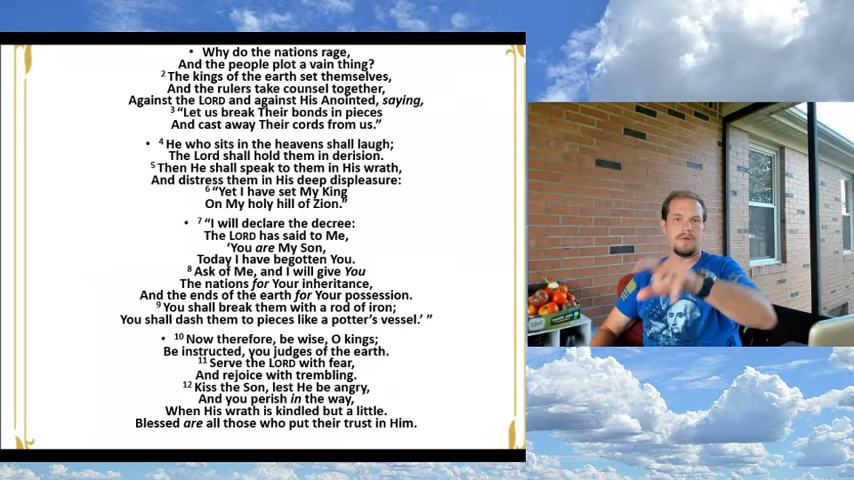 • Why do the nations rage,
And the people plot a vain thing?
2 The kings of the earth set themselves,
And the rulers take counsel together,
Against the LORD and against His Anointed, saying,
3 “Let us break Their bonds in pieces
And cast away Their cords from us.”
• 4 He who sits in the heavens shall laugh;
The Lord shall hold them in derision.
5 Then He shall speak to them in His wrath,
And distress them in His deep displeasure:
6 “Yet I have set My King
On My holy hill of Zion.”
• 7 “I will declare the decree:
The LORD has said to Me,
‘You are My Son,
Today I have begotten You.
8 Ask of Me, and I will give You
The nations for Your inheritance,
And the ends of the earth for Your possession.
9 You shall break them with a rod of iron;
You shall dash them to pieces like a potter’s vessel.’ ”
• 10 Now therefore, be wise, O kings;
Be instructed, you judges of the earth.
11 Serve the LORD with fear,
And rejoice with trembling.
12 Kiss the Son, lest He be angry,
And you perish in the way,
When His wrath is kindled but a little.
Blessed are all those who put their trust in Him.